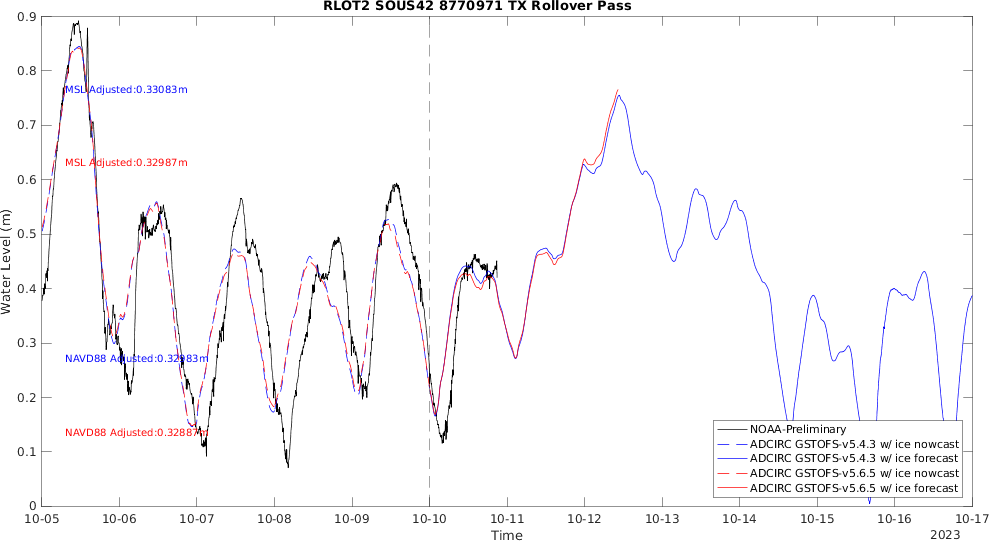 RLOT2 SOUS42 8770971 TX Rollover Pass
0.9
0.8
0.7
0.6
0.5
0.4
0.3
0.2
0.1
0
Water Level (m)
MSL Adjusted:0.33083m
MSL Adjusted:0.32987m
NAVD88 Adjusted:0.32983m
NAVD88 Adjusted:0.32887m
NOAA-Preliminary
ADCIRC GSTOFS-v5.4.3 w/ ice nowcast
ADCIRC GSTOFS-v5.4.3 w/ ice forecast
ADCIRC GSTOFS-v5.6.5 w/ ice nowcast
ADCIRC GSTOFS-v5.6.5 w/ ice forecast
10-05 10-06 10-07 10-08 10-09 10-10 10-11 10-12 10-13 10-14 10-15 10-16 10-17
Time
2023